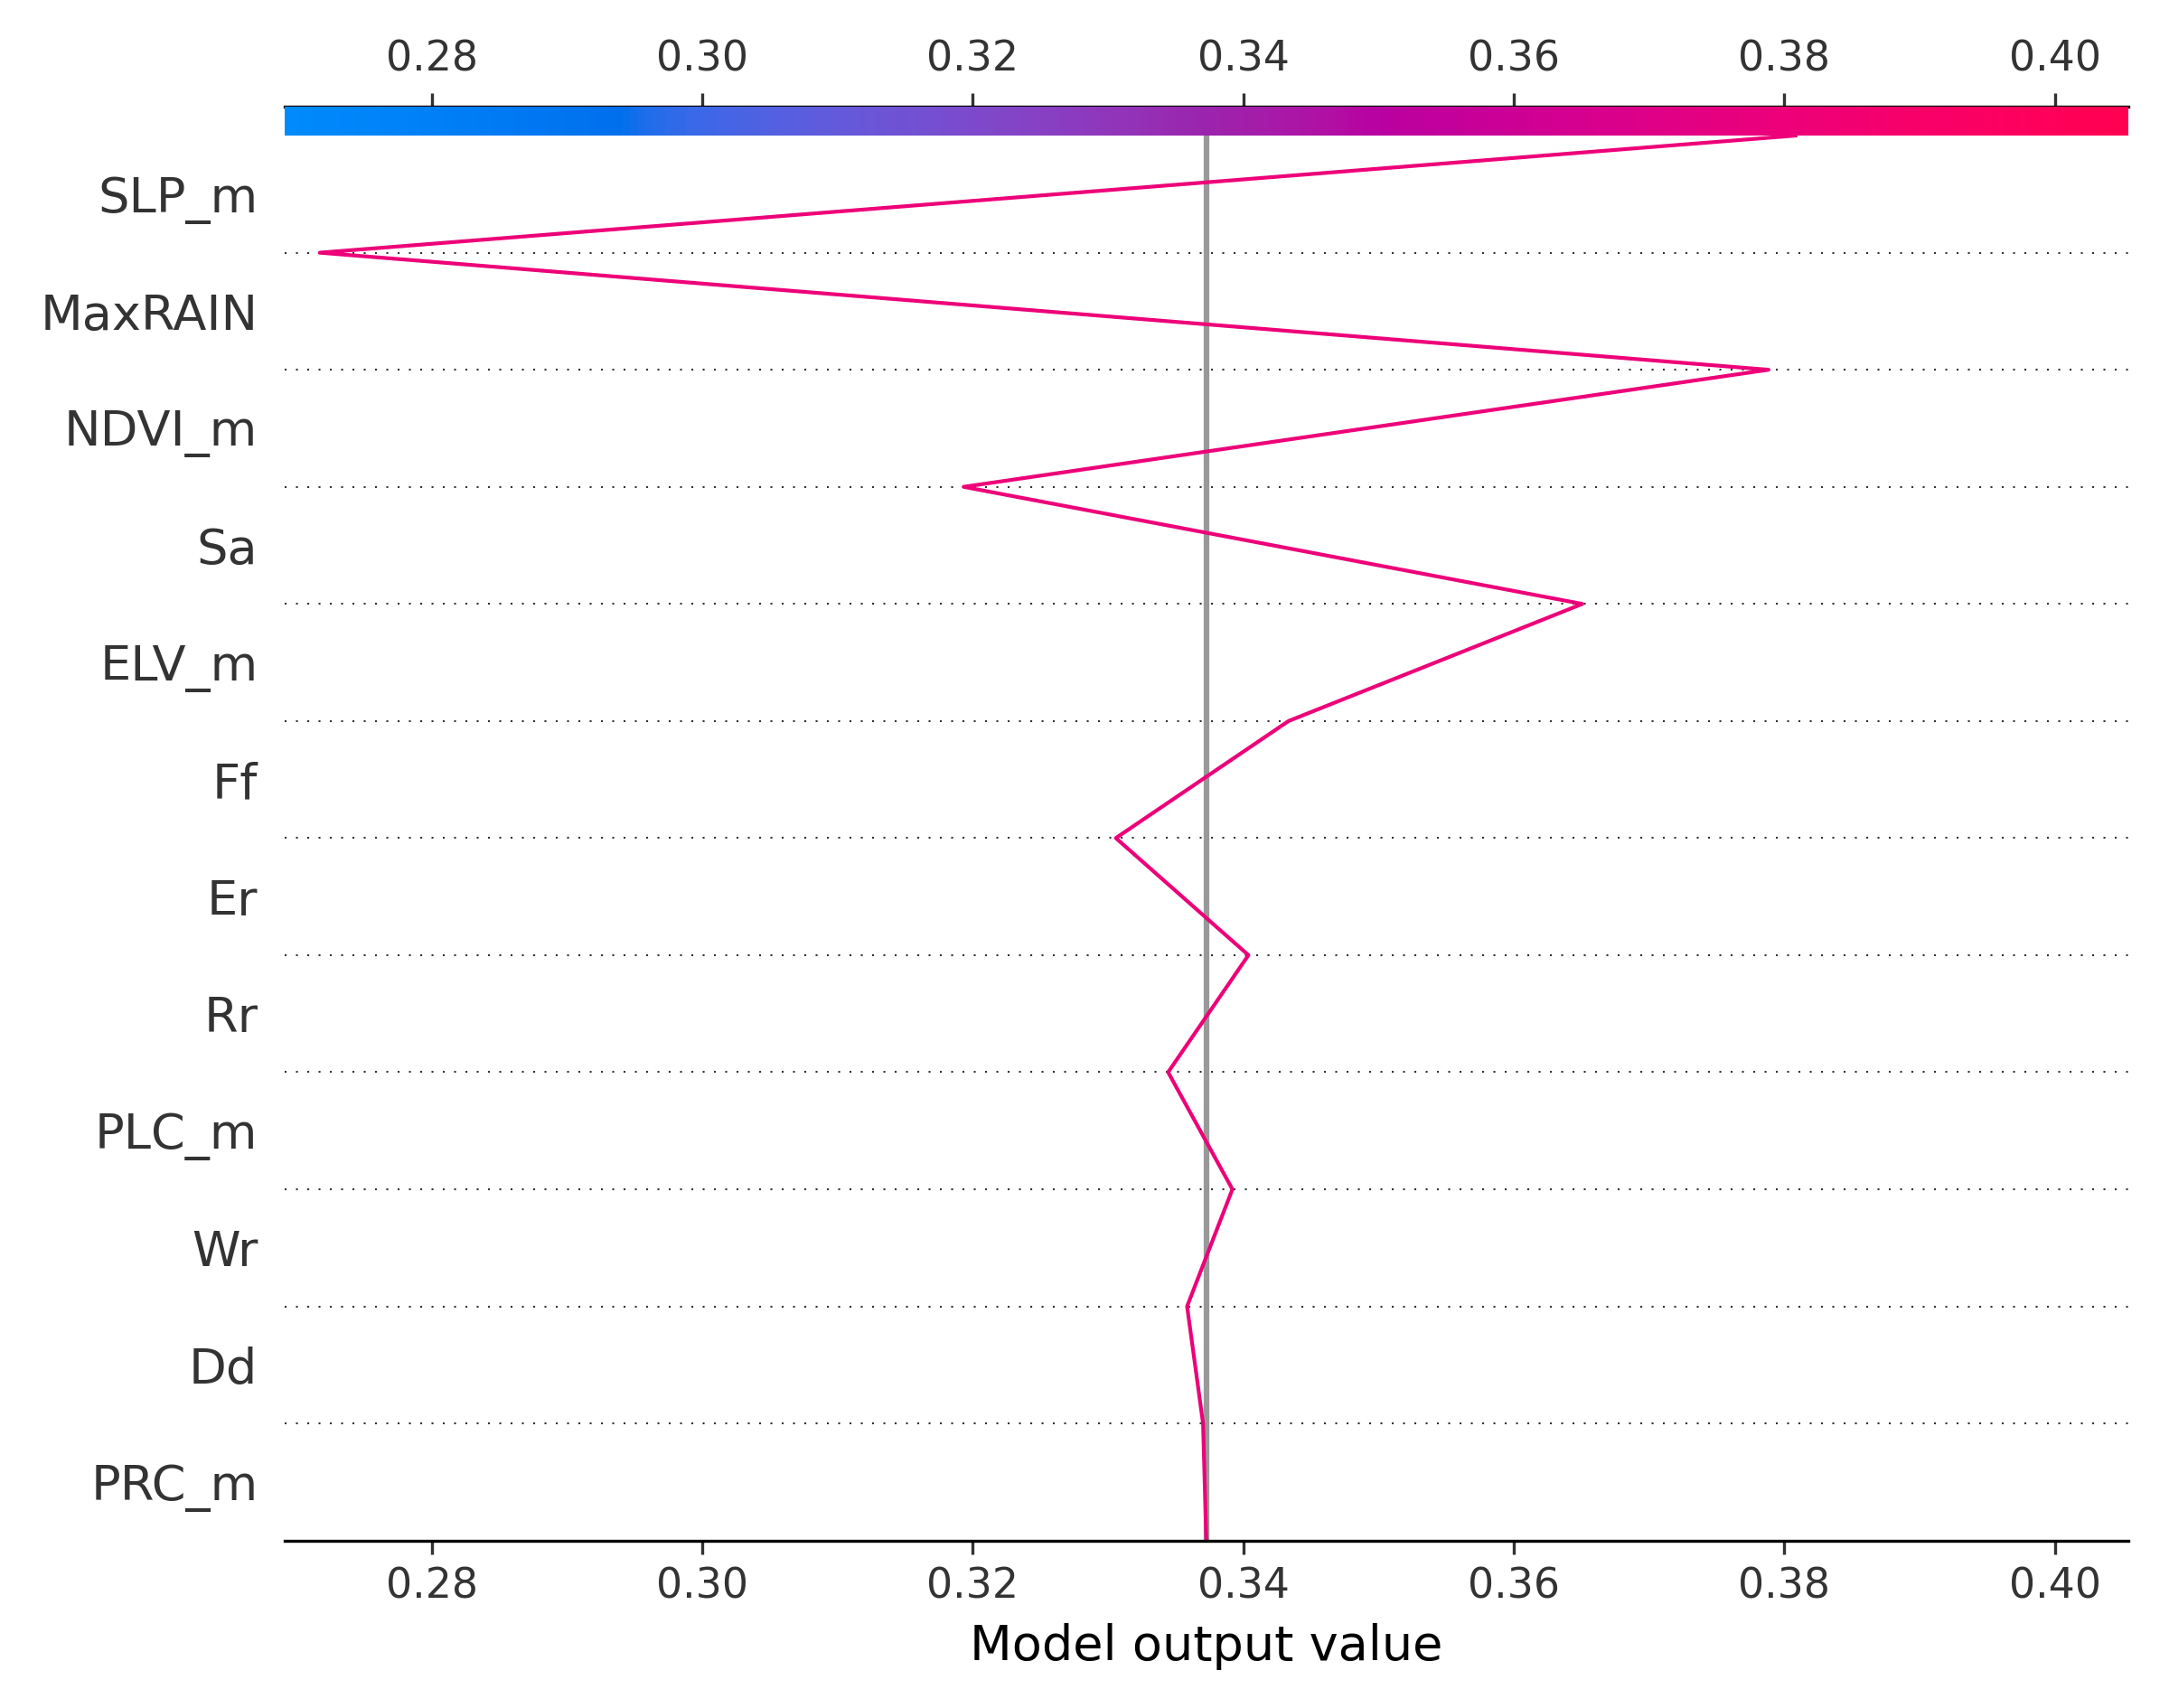 0.28 0.30 0.32 0.34 0.36 0.38 0.40
SLP_m
MaxRAIN
NDVI_m
Sa
ELV_m
Ff
Er
Rr
PLC_m
Wr
Dd
PRC_m
0.28 0.30 0.32 0.34 0.36 0.38 0.40
Model output value